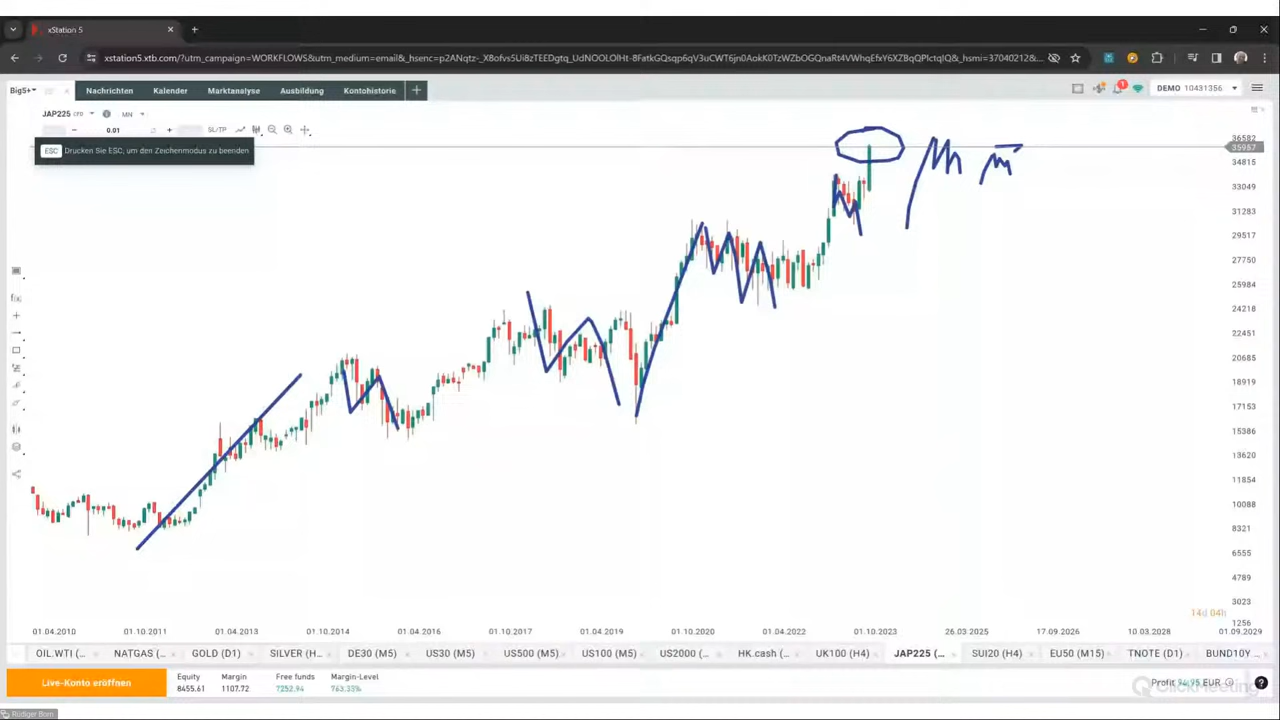 xStation 5
xstation5.xtb.com/?utm_campaign=WORKFLOWS&utm_medium=email&_hsenc=
Big5+ Nachrichten Kalender Marktanalyse Ausbildung Kontohistorie DEMO 10431356
JAP225 CFD MN
0.01 SL/TP
ESC Drücken Sie ESC, um den Zeichenmodus zu beenden
36582
35957
34815
33049
31283
29517
27750
25984
24218
22451
20685
18919
17153
15386
13620
11854
10088
8321
6555
4789
3023
1256
14d 04h
01.04.2010 01.10.2011 01.04.2013 01.10.2014 01.04.2016 01.10.2017 01.04.2019 01.10.2020 01.04.2022 01.10.2023 26.03.2025 17.09.2026 10.03.2028 01.09.2029
OIL.WTI (... NATGAS (... GOLD (D1) SILVER (H... DE30 (M5) US30 (M5) US500 (M5) US100 (M5) US2000 (... HK.cash (... UK100 (H4) JAP225 (... SUI20 (H4) EU50 (M15) TNOTE (D1) BUND10Y
Live-Konto eröffnen
Equity Margin Free funds Margin-Level
8455.61 1107.72 7252.94 763.33%
Profit 94.95 EUR
ClickMeeting
Rüdiger Born